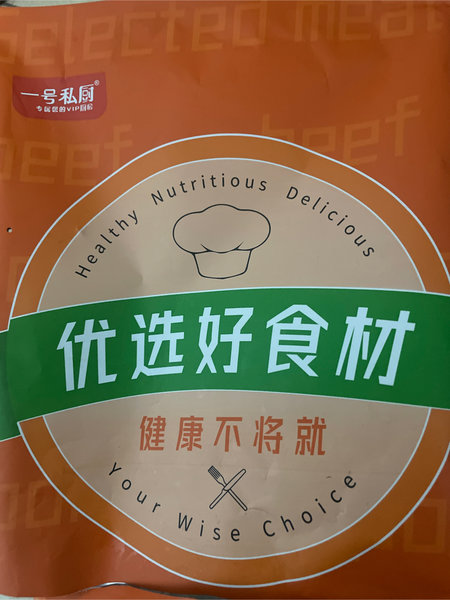 selected meat
一号私厨®
专属您的VIP厨房
beef
beef
Healthy Nutritious Delicious
优选好食材
健康不将就
Your Wise Choice